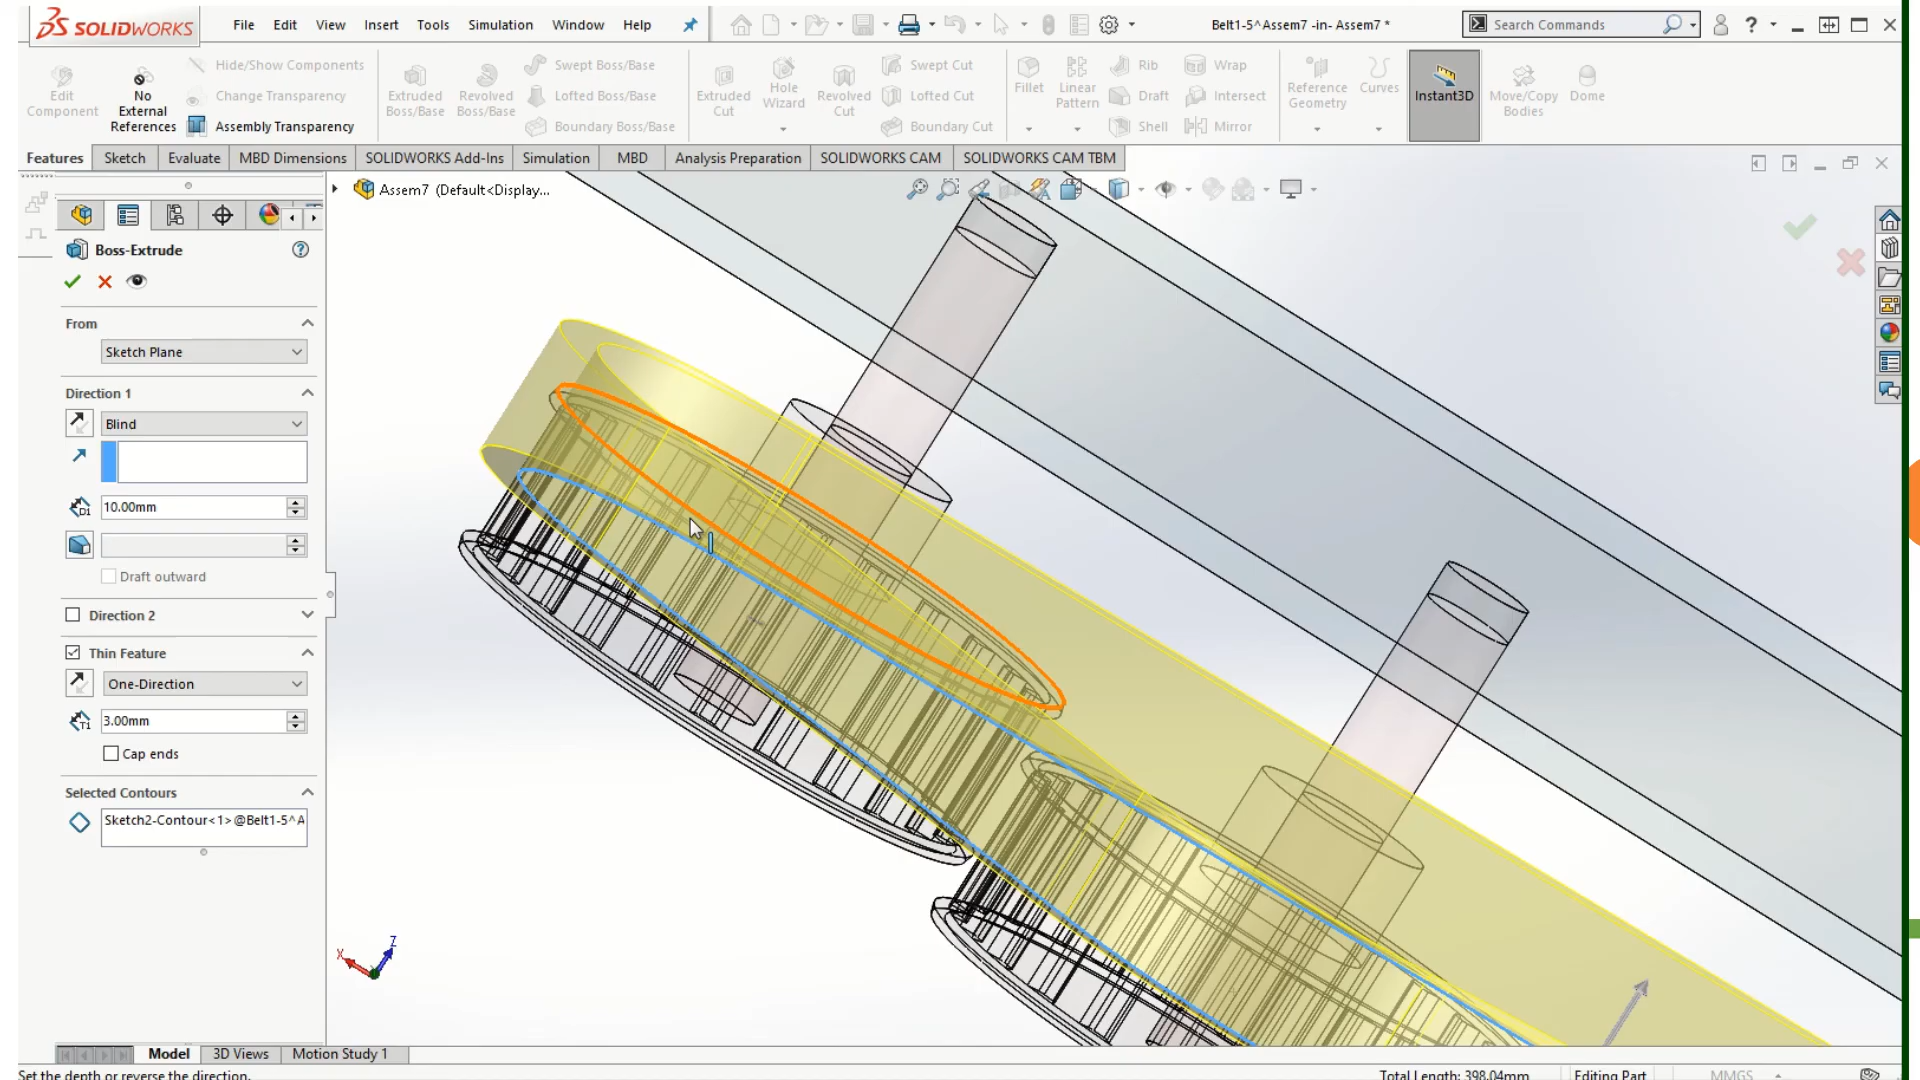 SOLIDWORKS File Edit View Insert Tools Simulation Window Help Belt1-5^Assem7 -in- Assem7 * Search Commands ?
Edit Component
No External References
Hide/Show Components
Change Transparency
Assembly Transparency
Extruded Boss/Base
Revolved Boss/Base
Swept Boss/Base
Lofted Boss/Base
Boundary Boss/Base
Extruded Cut
Hole Wizard
Revolved Cut
Swept Cut
Lofted Cut
Boundary Cut
Fillet
Linear Pattern
Rib
Draft
Shell
Wrap
Intersect
Mirror
Reference Geometry
Curves
Instant3D
Move/Copy Bodies
Dome
Features Sketch Evaluate MBD Dimensions SOLIDWORKS Add-Ins Simulation MBD Analysis Preparation SOLIDWORKS CAM SOLIDWORKS CAM TBM
Assem7 (Default<Display...
Boss-Extrude
From
Sketch Plane
Direction 1
Blind
D1
10.00mm
Draft outward
Direction 2
Thin Feature
One-Direction
T1
3.00mm
Cap ends
Selected Contours
Sketch2-Contour<1>@Belt1-5^A
X Z
Model 3D Views Motion Study 1
Set the depth or reverse the direction. Total Length: 398.04mm Editing Part MMGS